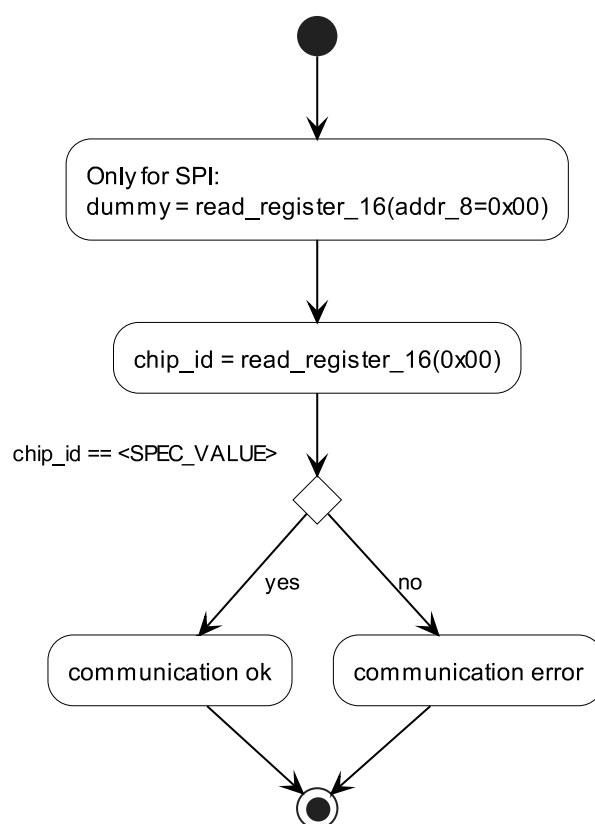 Only for SPI:
dummy = read_register_16(addr_8=0x00)
chip_id = read_register_16(0x00)
chip_id == <SPEC_VALUE>
yes
no
communication ok
communication error